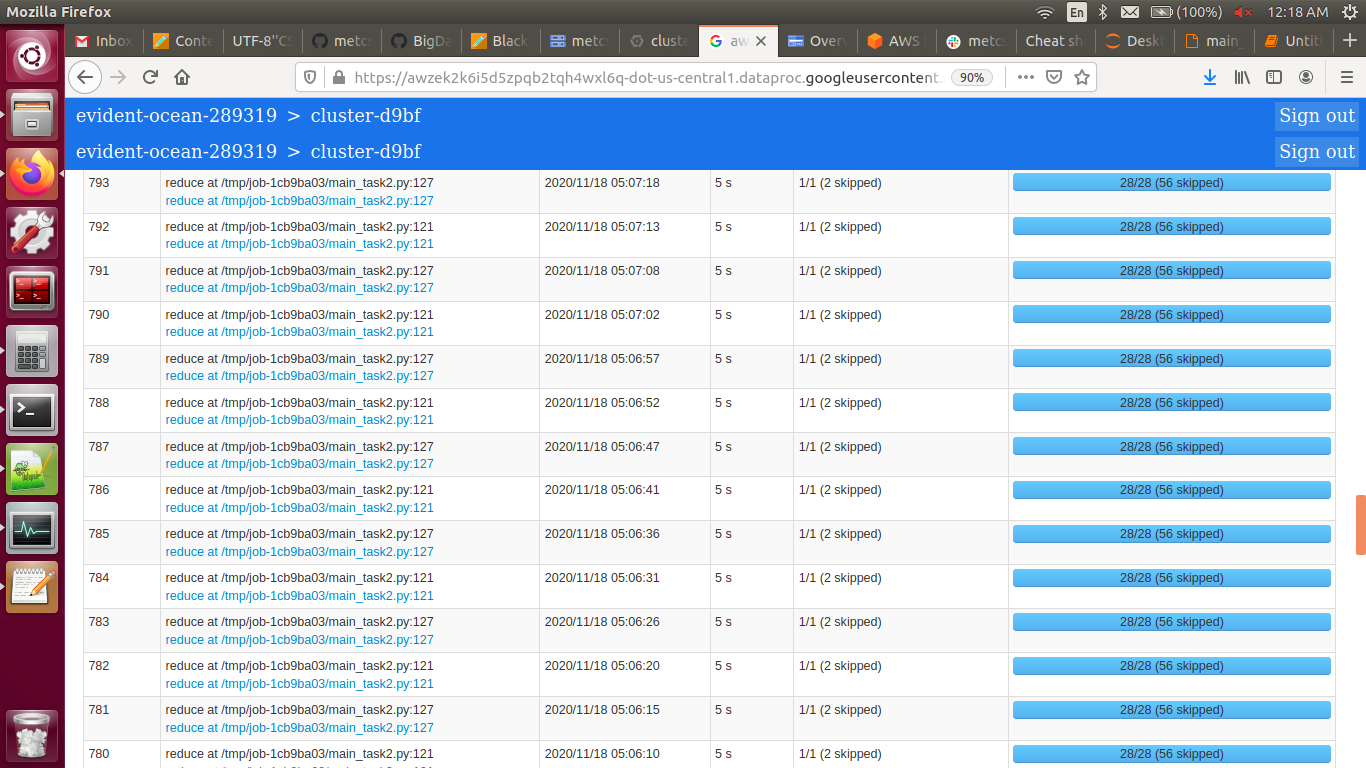 Mozilla Firefox
En
(100%)
12:18 AM
Inbox
Conte
UTF-8''CS
metcs
BigDa
Black
metcs
cluste
aw
Overv
AWS
metcs
Cheat sh
Deskt
main_
Untitl
https://awzek2k6i5d5zpqb2tqh4wxl6q-dot-us-central1.dataproc.googleusercontent.
90%
evident-ocean-289319 > cluster-d9bf Sign out
evident-ocean-289319 > cluster-d9bf Sign out
793 reduce at /tmp/job-1cb9ba03/main_task2.py:127 2020/11/18 05:07:18 5 s 1/1 (2 skipped) 28/28 (56 skipped)
reduce at /tmp/job-1cb9ba03/main_task2.py:127
792 reduce at /tmp/job-1cb9ba03/main_task2.py:121 2020/11/18 05:07:13 5 s 1/1 (2 skipped) 28/28 (56 skipped)
reduce at /tmp/job-1cb9ba03/main_task2.py:121
791 reduce at /tmp/job-1cb9ba03/main_task2.py:127 2020/11/18 05:07:08 5 s 1/1 (2 skipped) 28/28 (56 skipped)
reduce at /tmp/job-1cb9ba03/main_task2.py:127
790 reduce at /tmp/job-1cb9ba03/main_task2.py:121 2020/11/18 05:07:02 5 s 1/1 (2 skipped) 28/28 (56 skipped)
reduce at /tmp/job-1cb9ba03/main_task2.py:121
789 reduce at /tmp/job-1cb9ba03/main_task2.py:127 2020/11/18 05:06:57 5 s 1/1 (2 skipped) 28/28 (56 skipped)
reduce at /tmp/job-1cb9ba03/main_task2.py:127
788 reduce at /tmp/job-1cb9ba03/main_task2.py:121 2020/11/18 05:06:52 5 s 1/1 (2 skipped) 28/28 (56 skipped)
reduce at /tmp/job-1cb9ba03/main_task2.py:121
787 reduce at /tmp/job-1cb9ba03/main_task2.py:127 2020/11/18 05:06:47 5 s 1/1 (2 skipped) 28/28 (56 skipped)
reduce at /tmp/job-1cb9ba03/main_task2.py:127
786 reduce at /tmp/job-1cb9ba03/main_task2.py:121 2020/11/18 05:06:41 5 s 1/1 (2 skipped) 28/28 (56 skipped)
reduce at /tmp/job-1cb9ba03/main_task2.py:121
785 reduce at /tmp/job-1cb9ba03/main_task2.py:127 2020/11/18 05:06:36 5 s 1/1 (2 skipped) 28/28 (56 skipped)
reduce at /tmp/job-1cb9ba03/main_task2.py:127
784 reduce at /tmp/job-1cb9ba03/main_task2.py:121 2020/11/18 05:06:31 5 s 1/1 (2 skipped) 28/28 (56 skipped)
reduce at /tmp/job-1cb9ba03/main_task2.py:121
783 reduce at /tmp/job-1cb9ba03/main_task2.py:127 2020/11/18 05:06:26 5 s 1/1 (2 skipped) 28/28 (56 skipped)
reduce at /tmp/job-1cb9ba03/main_task2.py:127
782 reduce at /tmp/job-1cb9ba03/main_task2.py:121 2020/11/18 05:06:20 5 s 1/1 (2 skipped) 28/28 (56 skipped)
reduce at /tmp/job-1cb9ba03/main_task2.py:121
781 reduce at /tmp/job-1cb9ba03/main_task2.py:127 2020/11/18 05:06:15 5 s 1/1 (2 skipped) 28/28 (56 skipped)
reduce at /tmp/job-1cb9ba03/main_task2.py:127
780 reduce at /tmp/job-1cb9ba03/main_task2.py:121 2020/11/18 05:06:10 5 s 1/1 (2 skipped) 28/28 (56 skipped)